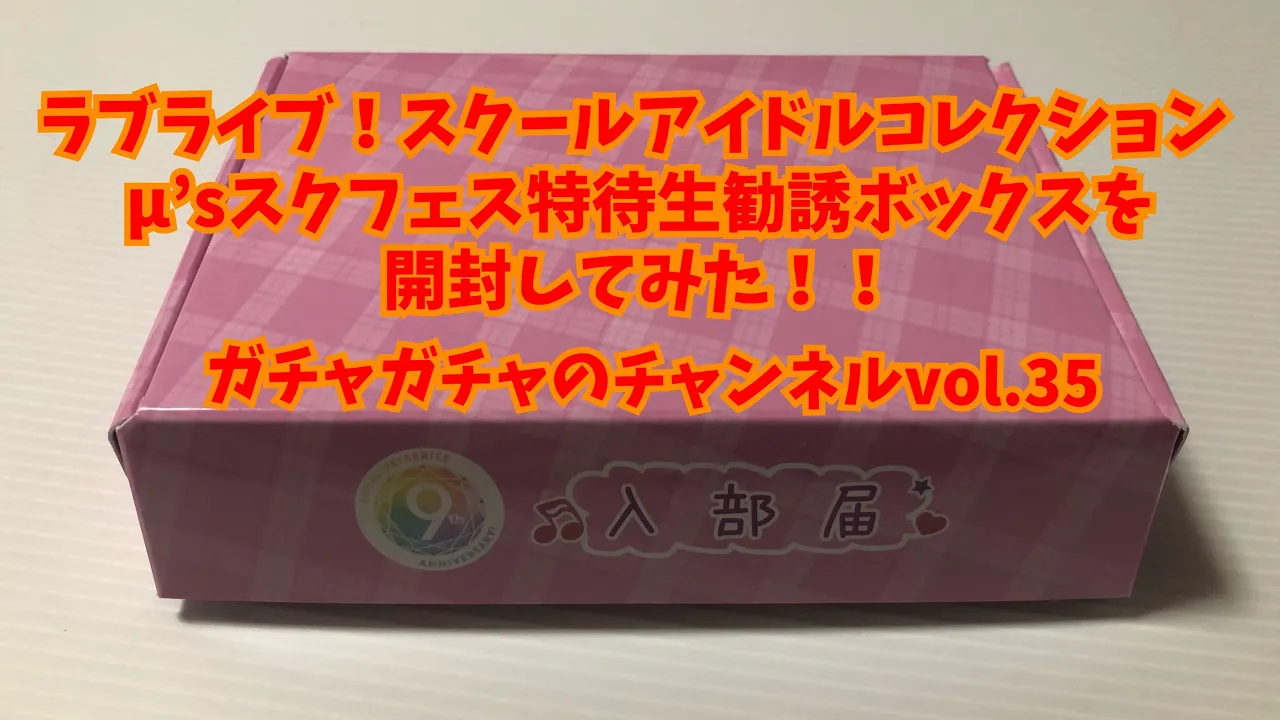 ラブライブ！スクールアイドルコレクション
μ’sスクフェス特待生勧誘ボックスを
開封してみた！！
ガチャガチャのチャンネルvol.35
9th
ANNIVERSARY!
入部届